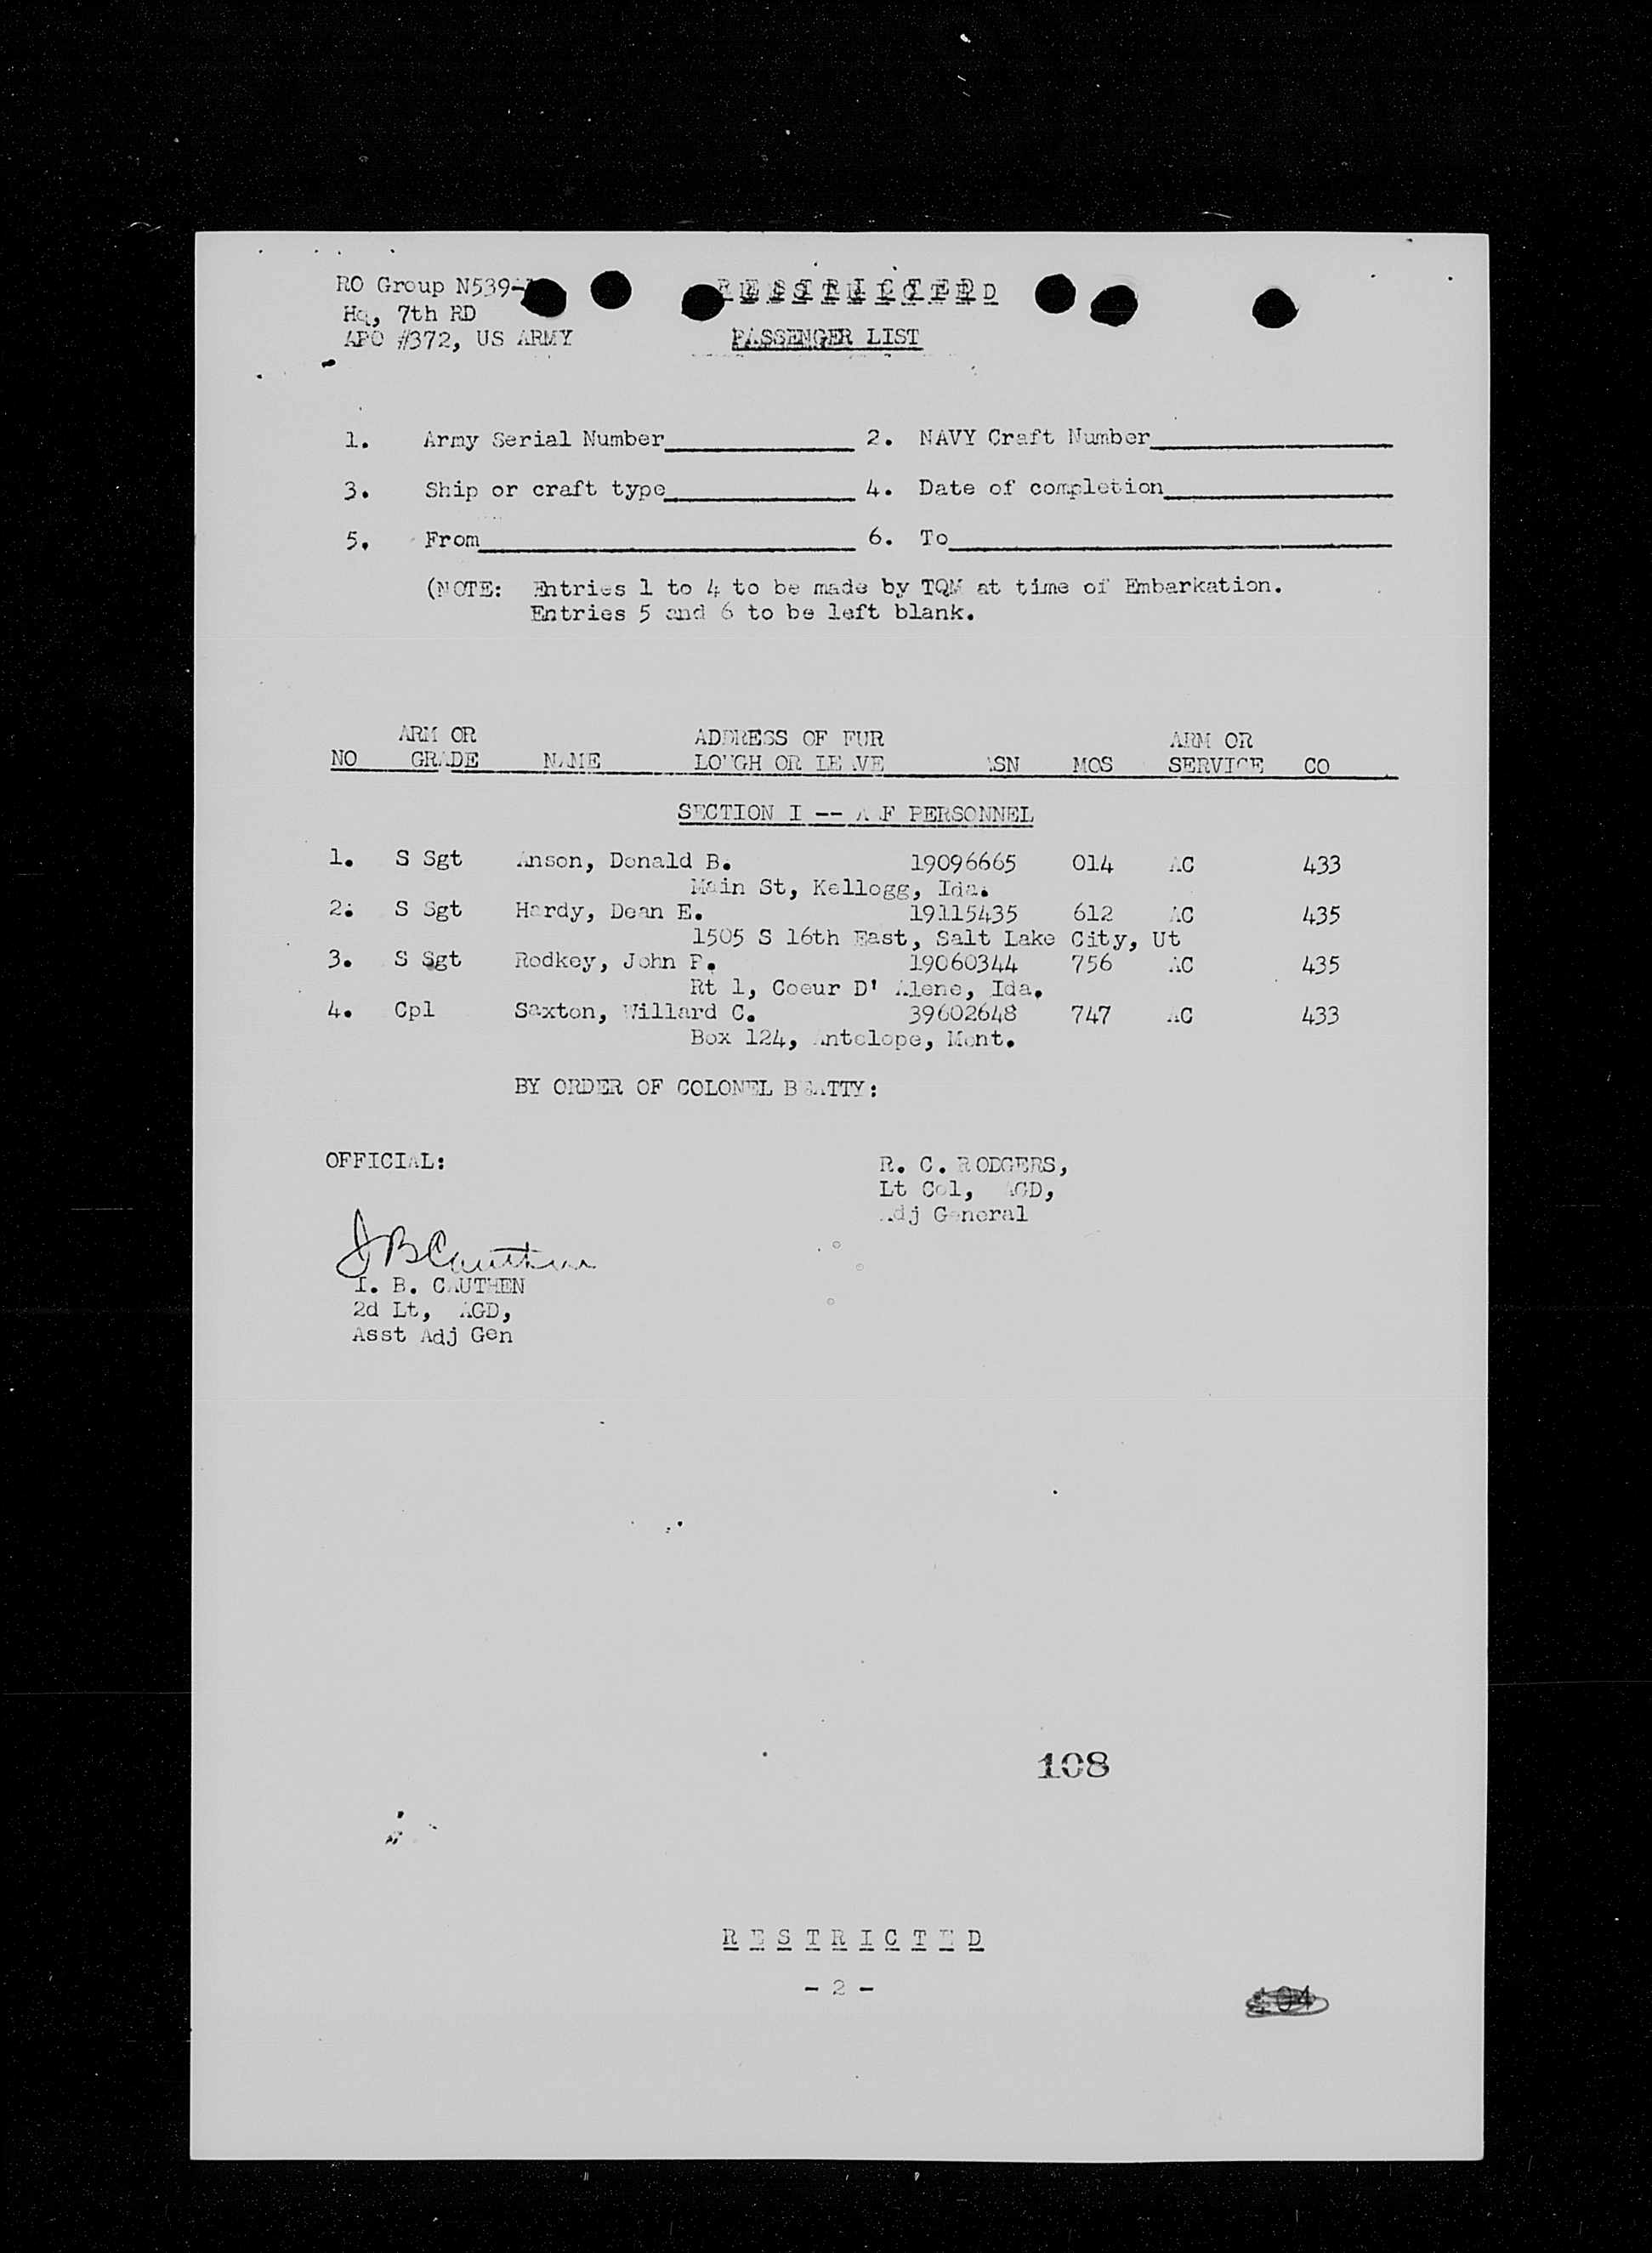 RO Group N539-
RESTRICTED
Hq, 7th RD
APO #372, US ARMY
PASSENGER LIST
1. Army Serial Number 2. NAVY Craft Number
3. Ship or craft type 4. Date of completion
5. From 6. To
(NOTE: Entries 1 to 4 to be made by TQM at time of Embarkation.
Entries 5 and 6 to be left blank.
ARM OR ADDRESS OF FUR ARM OR
NO GRADE NAME LOUGH OR LEAVE ASN MOS SERVICE CO
SECTION I -- AAF PERSONNEL
1. S Sgt Anson, Donald B. 19096665 014 AC 433
Main St, Kellogg, Ida.
2. S Sgt Hardy, Dean E. 19115435 612 AC 435
1505 S 16th East, Salt Lake City, Ut
3. S Sgt Rodkey, John F. 19060344 756 AC 435
Rt 1, Coeur D' Alene, Ida.
4. Cpl Saxton, Willard C. 39602648 747 AC 433
Box 124, Antelope, Mont.
BY ORDER OF COLONEL BEATTY:
OFFICIAL:
R. C. RODGERS,
Lt Col, AGD,
Adj General
I B Cauthen
I. B. CAUTHEN
2d Lt, AGD,
Asst Adj Gen
108
RESTRICTED
- 2 -